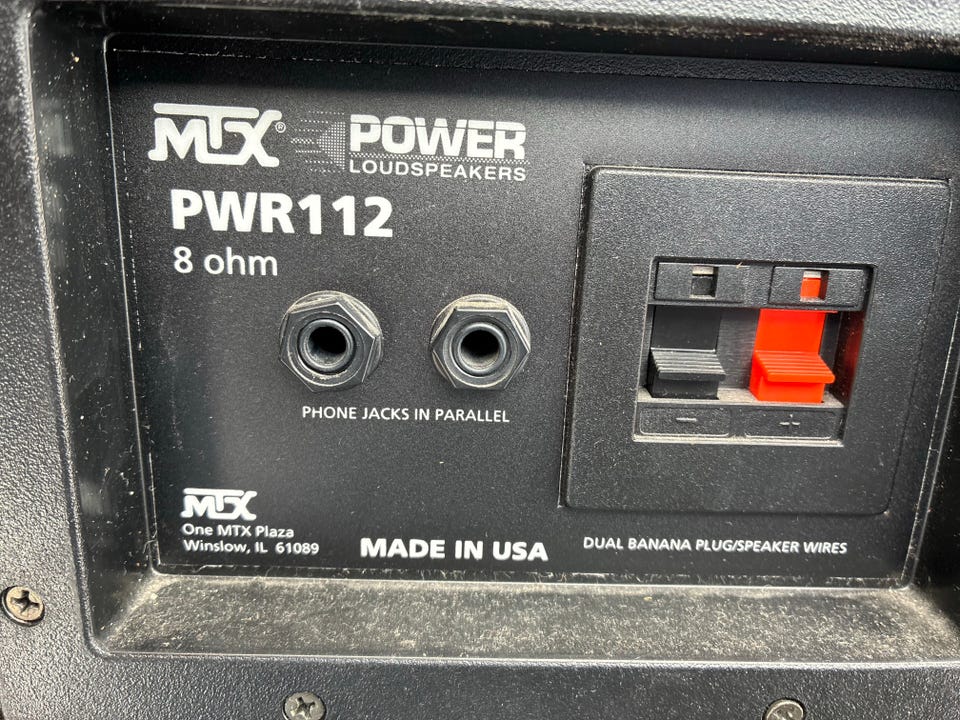 MTX® POWER
LOUDSPEAKERS
PWR112
8 ohm
PHONE JACKS IN PARALLEL
- +
MTX
One MTX Plaza
Winslow, IL 61089
MADE IN USA
DUAL BANANA PLUG/SPEAKER WIRES